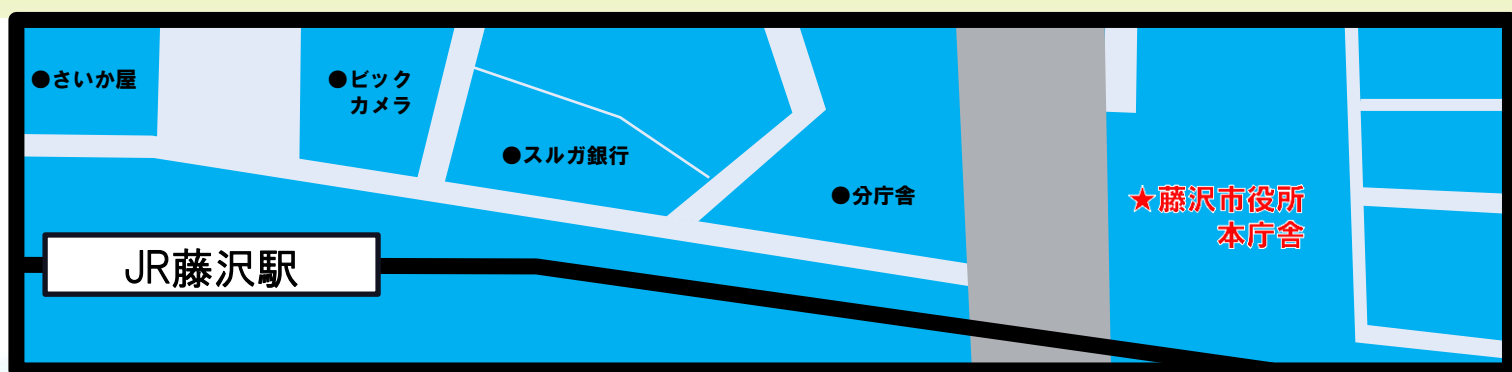 ●さいか屋
●ビック
カメラ
●スルガ銀行
●分庁舎
★藤沢市役所
本庁舎
JR藤沢駅